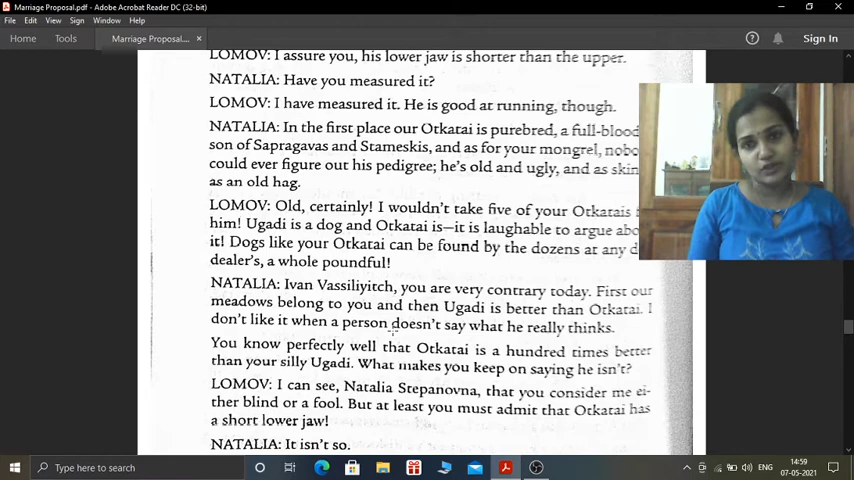 Marriage Proposal.pdf - Adobe Acrobat Reader DC (32-bit)
File Edit View Sign Window Help
Home Tools Marriage Proposal.... × Sign In
LOMOV: I assure you, his lower jaw is shorter than the upper.
NATALIA: Have you measured it?
LOMOV: I have measured it. He is good at running, though.
NATALIA: In the first place our Otkatai is purebred, a full-blood
son of Sapragavas and Stameskis, and as for your mongrel, nobo
could ever figure out his pedigree; he's old and ugly, and as skin
as an old hag.
LOMOV: Old, certainly! I wouldn't take five of your Otkatais
him! Ugadi is a dog and Otkatai is—it is laughable to argue abo
it! Dogs like your Otkatai can be found by the dozens at any d
dealer's, a whole poundful!
NATALIA: Ivan Vassiliyitch, you are very contrary today. First our
meadows belong to you and then Ugadi is better than Otkatai. I
don't like it when a person doesn't say what he really thinks.
You know perfectly well that Otkatai is a hundred times better
than your silly Ugadi. What makes you keep on saying he isn't?
LOMOV: I can see, Natalia Stepanovna, that you consider me ei-
ther blind or a fool. But at least you must admit that Otkatai has
a short lower jaw!
NATALIA: It isn't so.
Type here to search
ENG
14:59
07-05-2021